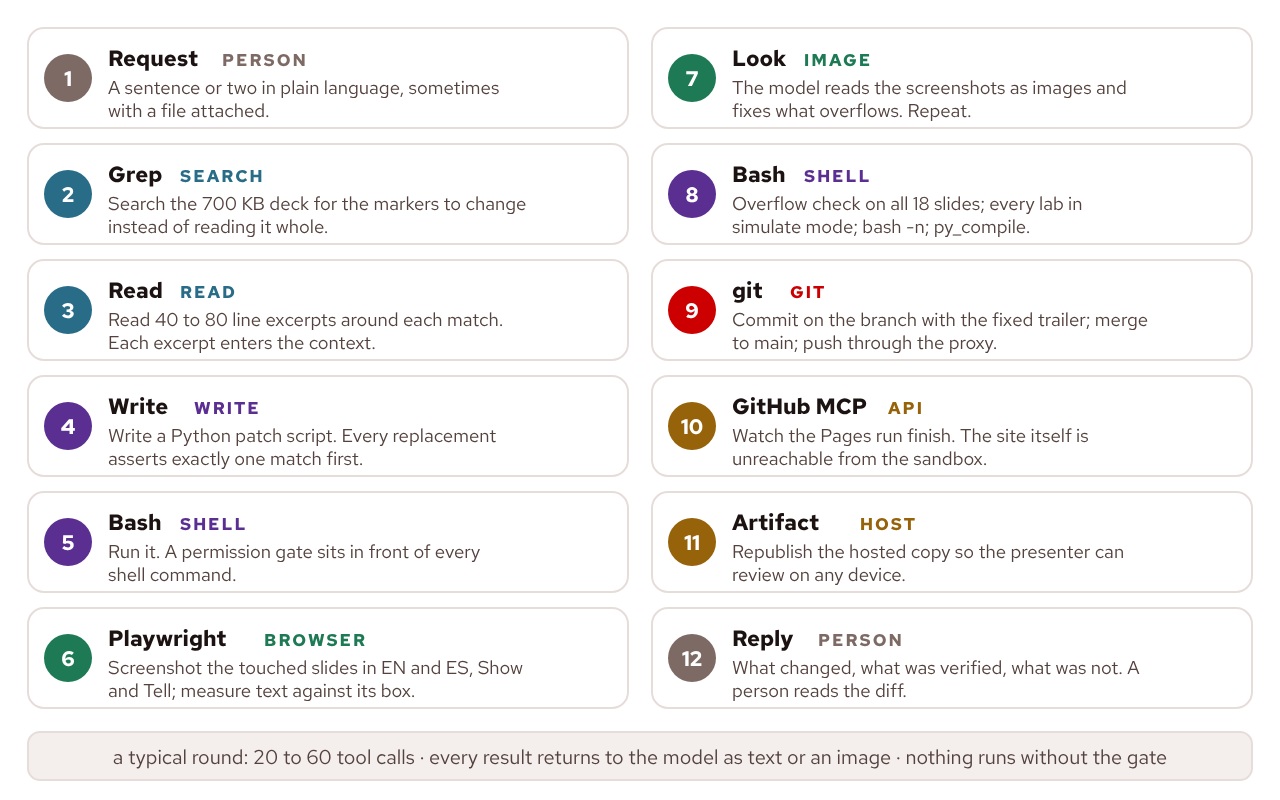 1
Request PERSON
A sentence or two in plain language, sometimes
with a file attached.
2
Grep SEARCH
Search the 700 KB deck for the markers to change
instead of reading it whole.
3
Read READ
Read 40 to 80 line excerpts around each match.
Each excerpt enters the context.
4
Write WRITE
Write a Python patch script. Every replacement
asserts exactly one match first.
5
Bash SHELL
Run it. A permission gate sits in front of every
shell command.
6
Playwright BROWSER
Screenshot the touched slides in EN and ES, Show
and Tell; measure text against its box.
7
Look IMAGE
The model reads the screenshots as images and
fixes what overflows. Repeat.
8
Bash SHELL
Overflow check on all 18 slides; every lab in
simulate mode; bash -n; py_compile.
9
git GIT
Commit on the branch with the fixed trailer; merge
to main; push through the proxy.
10
GitHub MCP API
Watch the Pages run finish. The site itself is
unreachable from the sandbox.
11
Artifact HOST
Republish the hosted copy so the presenter can
review on any device.
12
Reply PERSON
What changed, what was verified, what was not. A
person reads the diff.
a typical round: 20 to 60 tool calls · every result returns to the model as text or an image · nothing runs without the gate